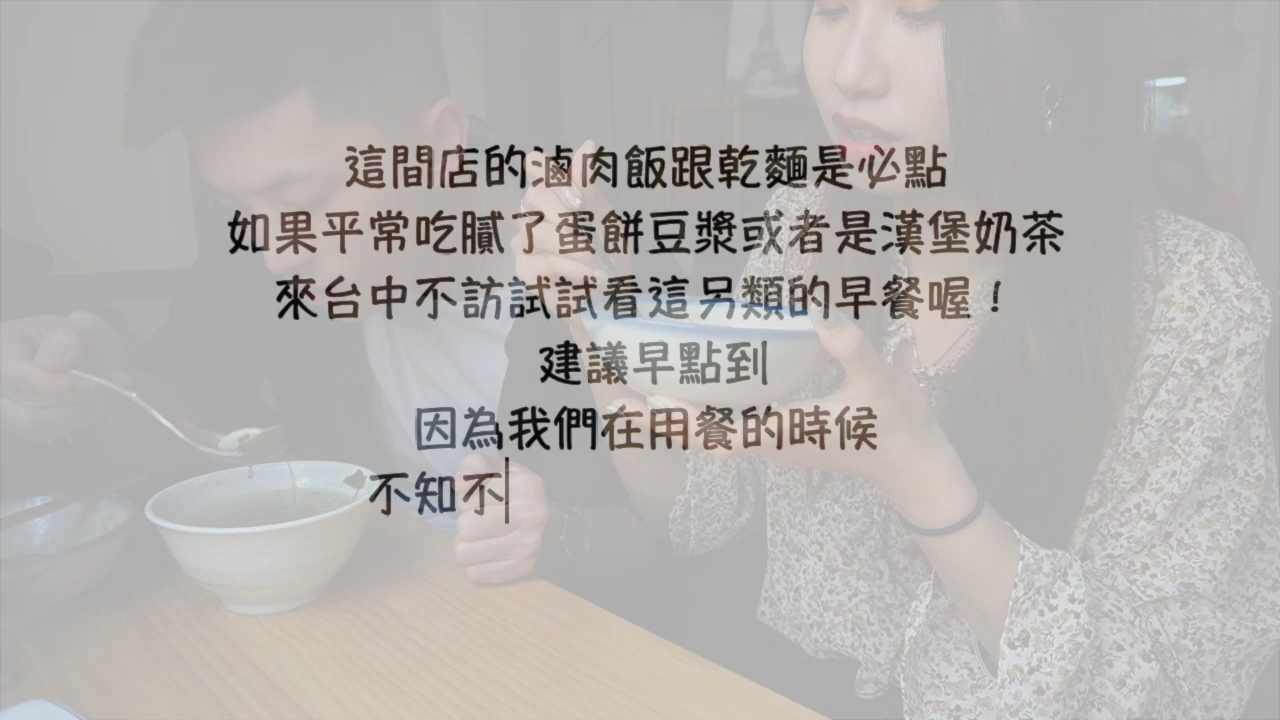 這間店的滷肉飯跟乾麵是必點
如果平常吃膩了蛋餅豆漿或者是漢堡奶茶
來台中不訪試試看這另類的早餐喔！
建議早點到
因為我們在用餐的時候
不知不